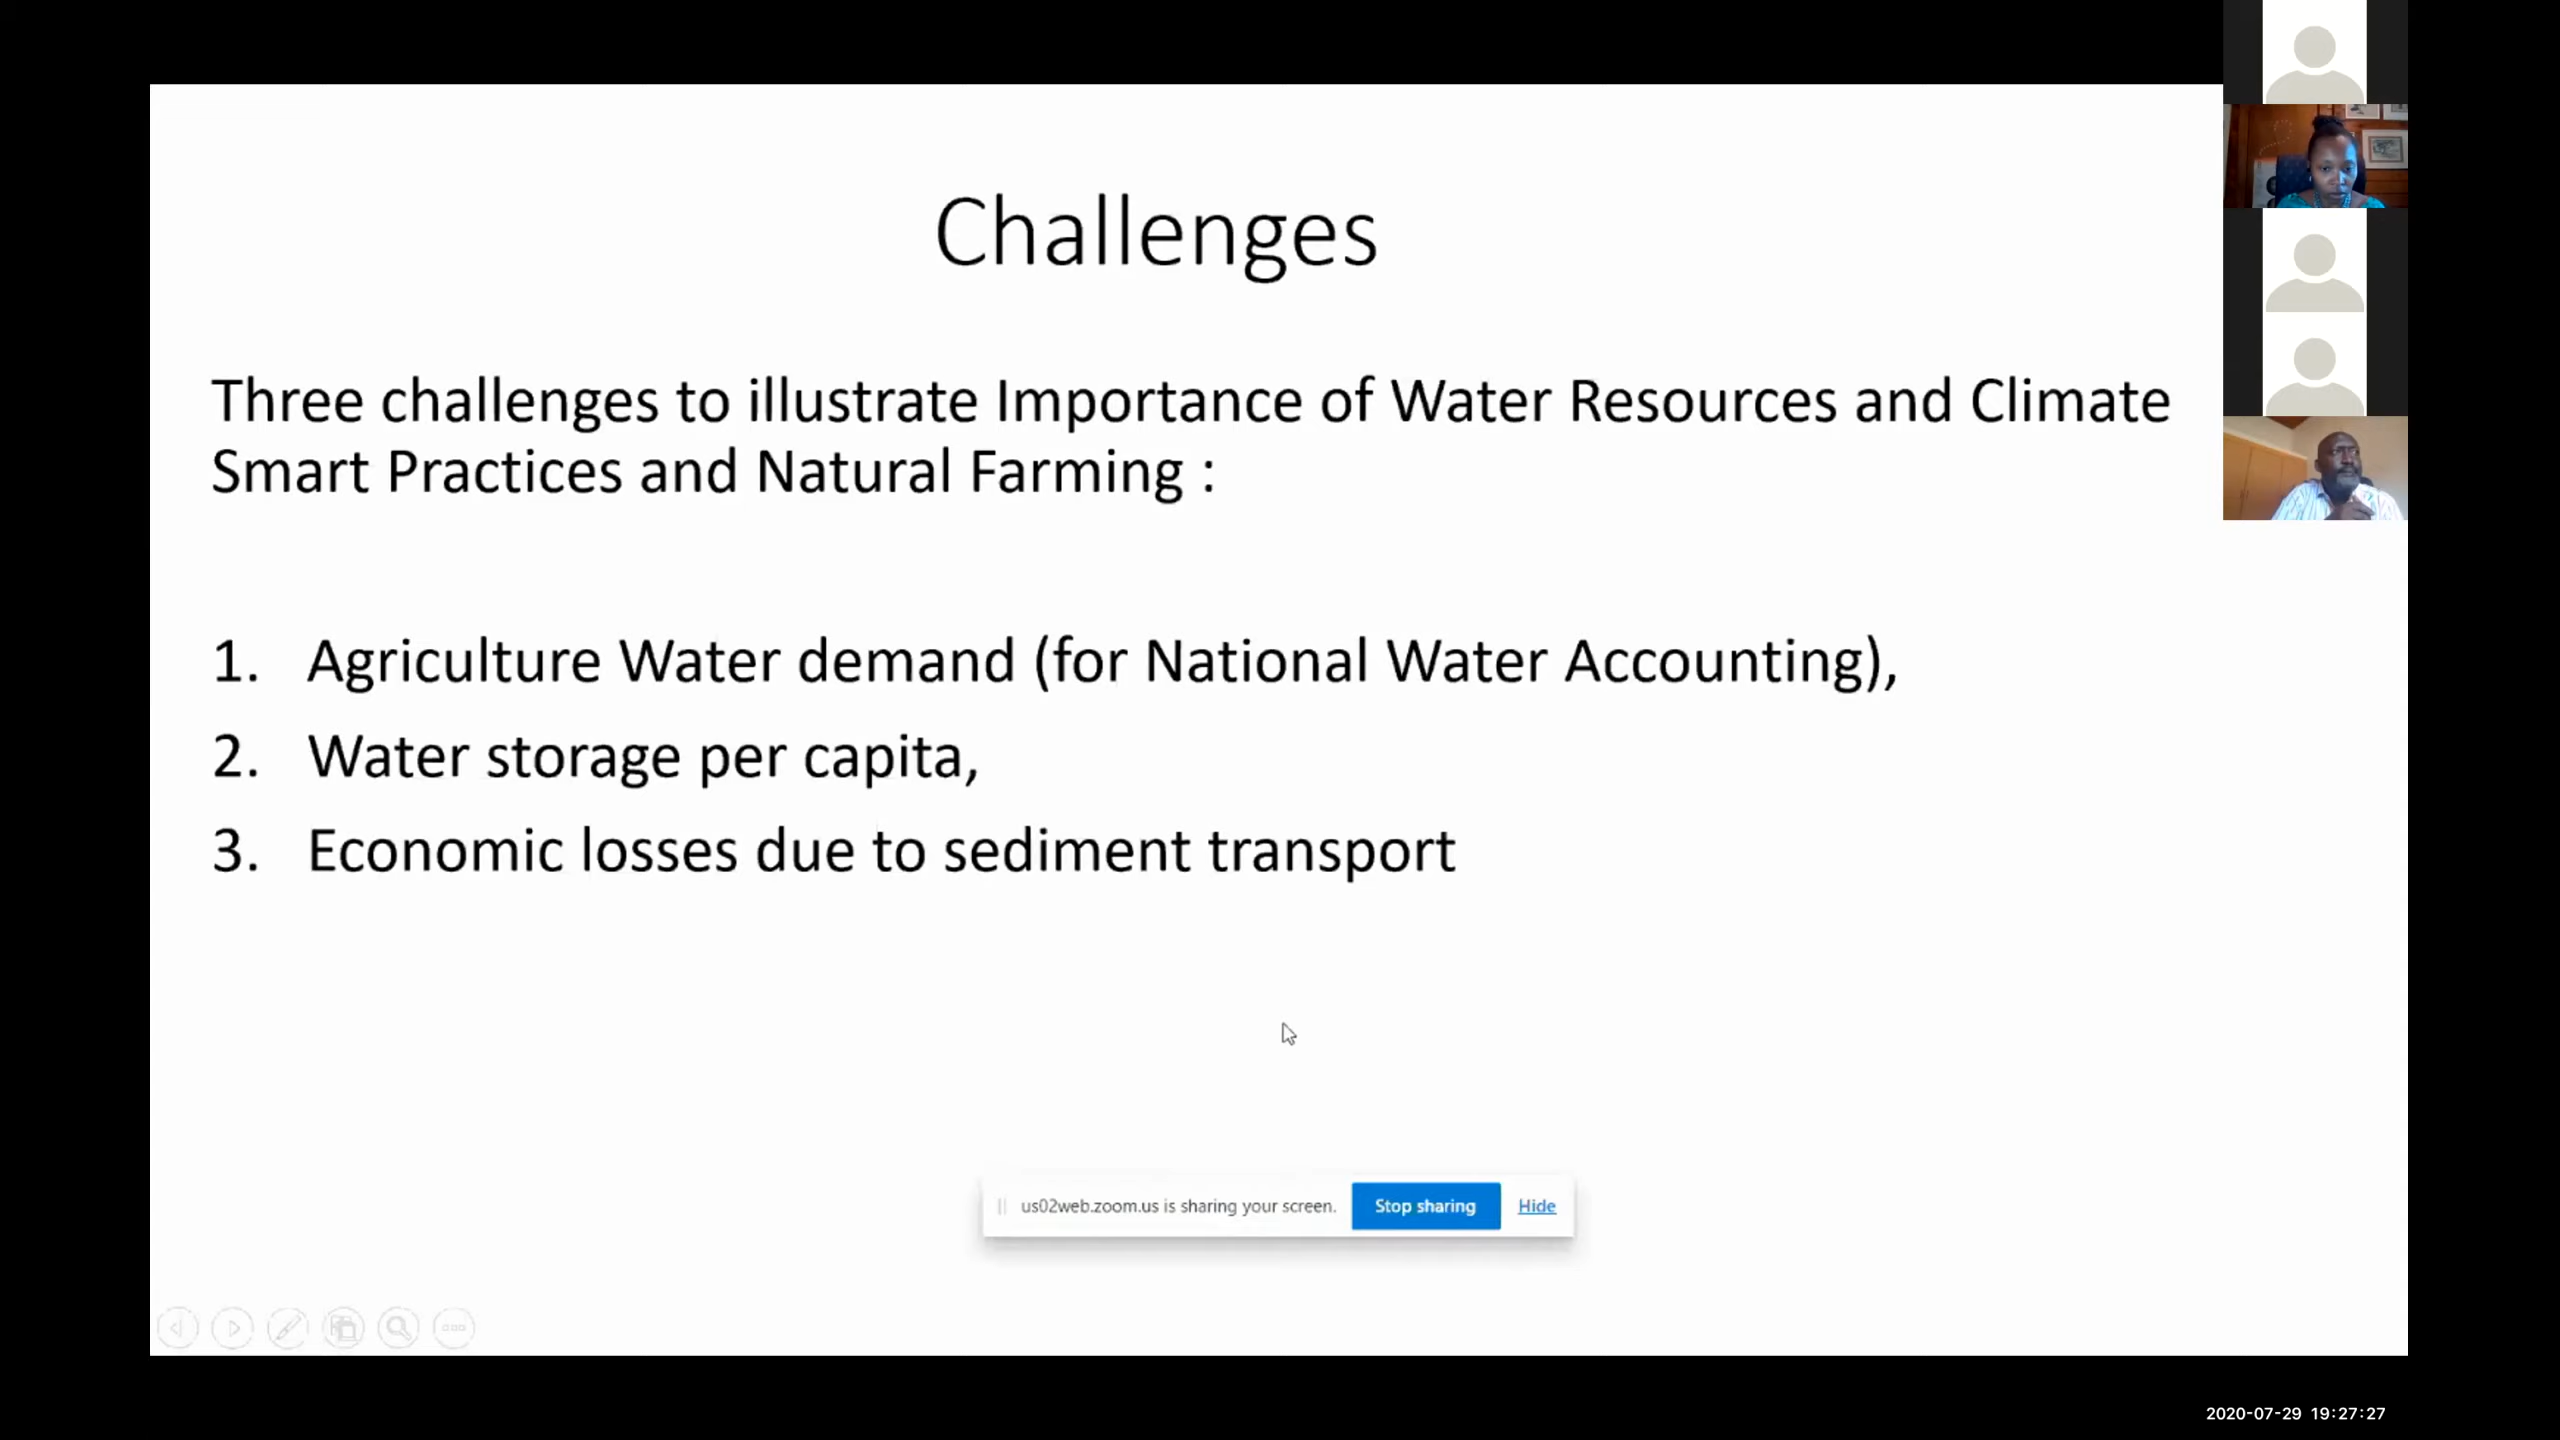 Challenges
Three challenges to illustrate Importance of Water Resources and Climate
Smart Practices and Natural Farming :
1. Agriculture Water demand (for National Water Accounting),
2. Water storage per capita,
3. Economic losses due to sediment transport
us02web.zoom.us is sharing your screen. Stop sharing Hide
2020-07-29 19:27:27